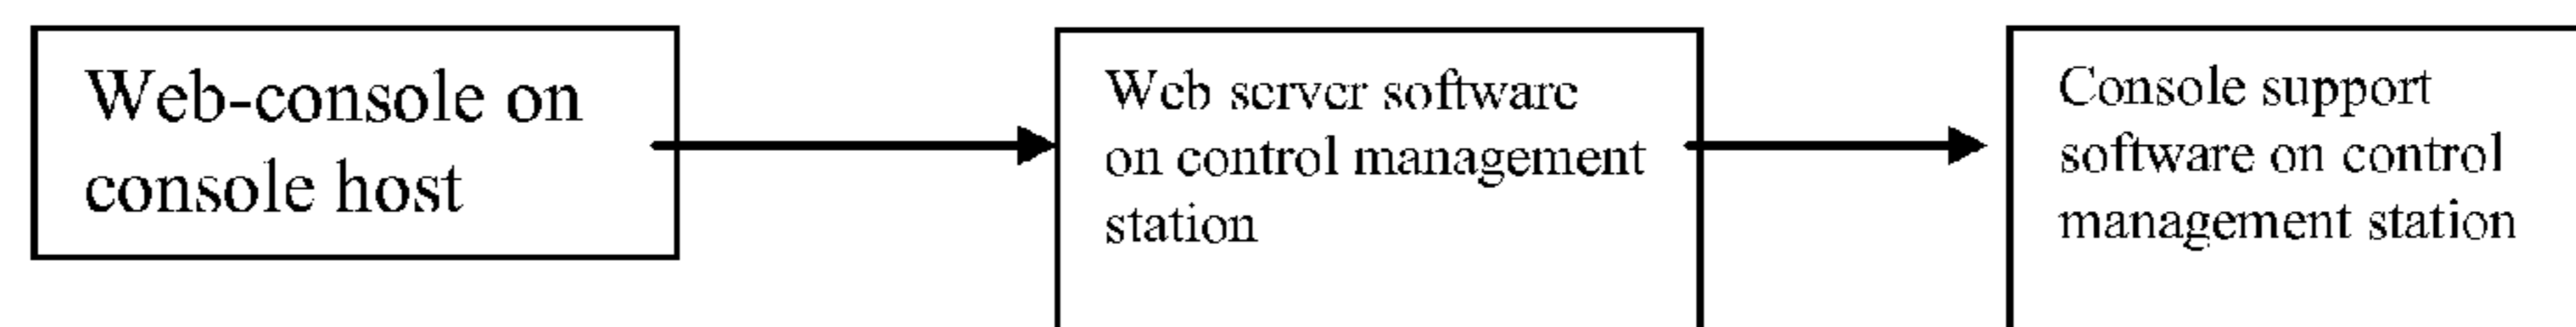 Web-console on
console host
Web server software
on control management
station
Console support
software on control
management station